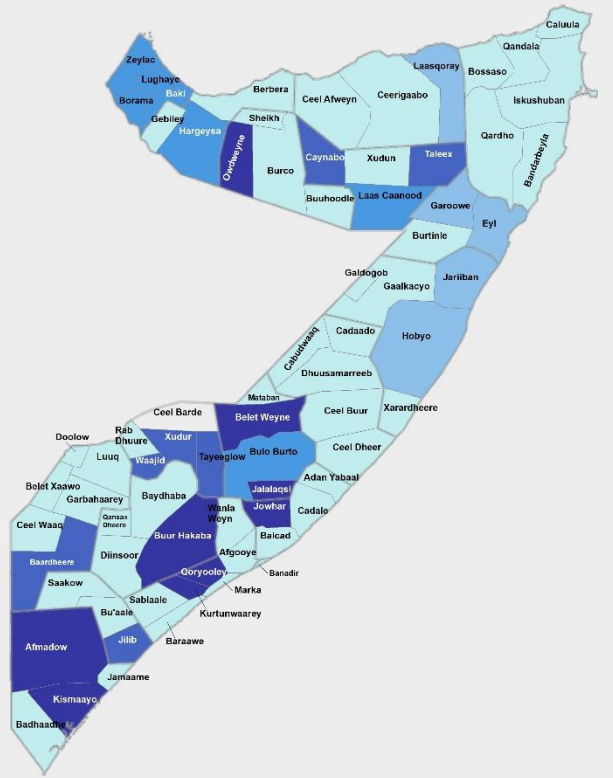 Caluula
Zeylac
Qandala
Laasqoray
Bossaso
Lughaye
Berbera
Baki
Ceerigaabo
Ceel Afweyn
Iskushuban
Borama
Gebiley
Sheikh
Hargeysa
Qardho
Taleex
Caynabo
Xudun
Owdweyne
Burco
Bandarbeyla
Laas Caanood
Buuhoodle
Garoowe
Eyl
Burtinle
Galdogob
Jariiban
Gaalkacyo
Cadaado
Hobyo
Cabudwaaq
Dhuusamarreeb
Mataban
Xarardheere
Ceel Barde
Ceel Buur
Belet Weyne
Rab
Dhuure
Doolow
Xudur
Ceel Dheer
Luuq
Waajid
Tayeeglow
Bulo Burto
Adan Yabaal
Belet Xaawo
Baydhaba
Jalalaqsi
Garbahaarey
Jowhar
Wanla
Weyn
Cadale
Qansax
Dheere
Ceel Waaq
Buur Hakaba
Balcad
Diinsoor
Afgooye
Baardheere
Banadir
Qoryooley
Saakow
Marka
Sablaale
Bu'aale
Kurtunwaarey
Jilib
Baraawe
Afmadow
Jamaame
Kismaayo
Badhaadhe